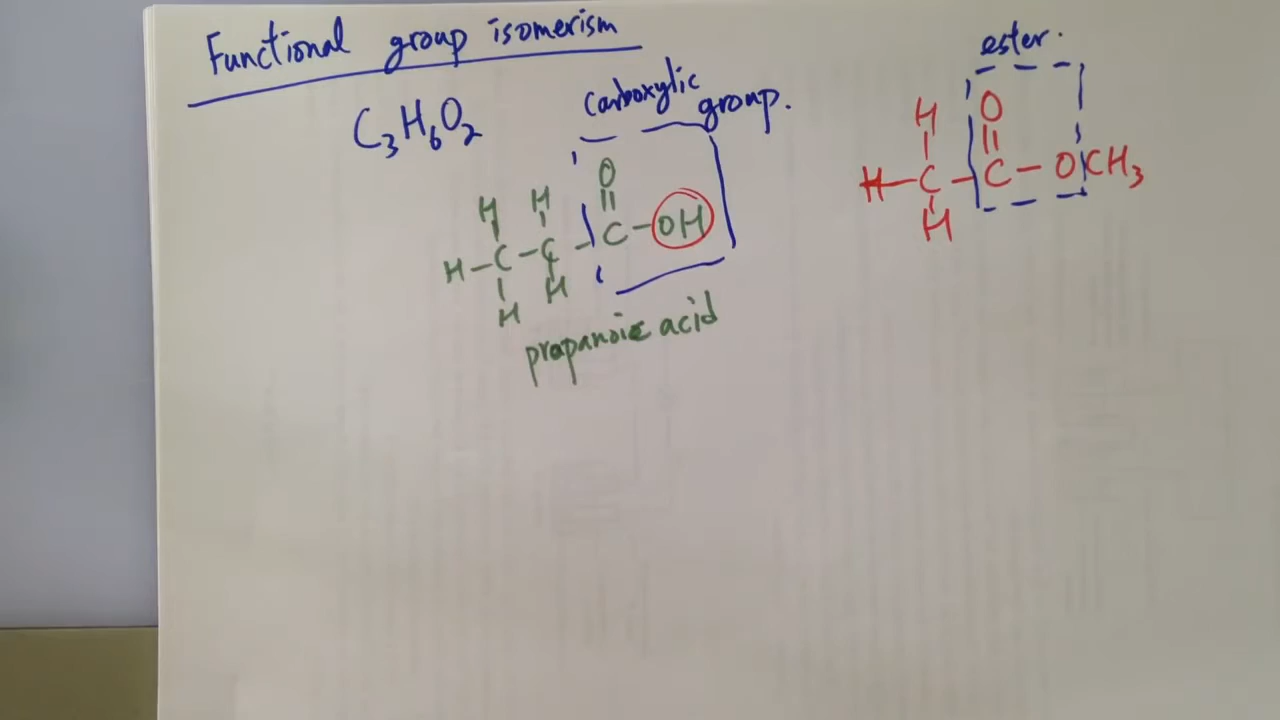 Functional group isomerism
C3H6O2
carboxylic
group.
O
||
H H
H-C-C-C-OH
H H
propanoic acid
ester.
H O
||
H-C-C-OCH3
H